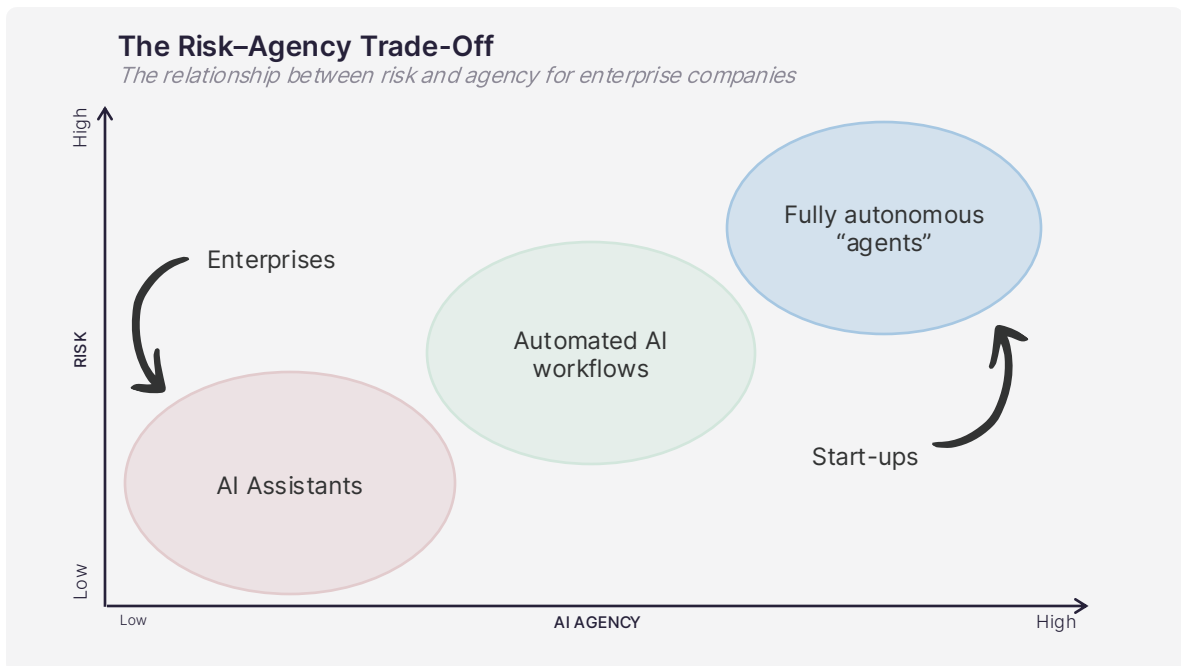 The Risk–Agency Trade-Off
The relationship between risk and agency for enterprise companies
High
Fully autonomous
“agents”
Enterprises
Automated AI
workflows
RISK
Start-ups
AI Assistants
Low
Low
AI AGENCY
High